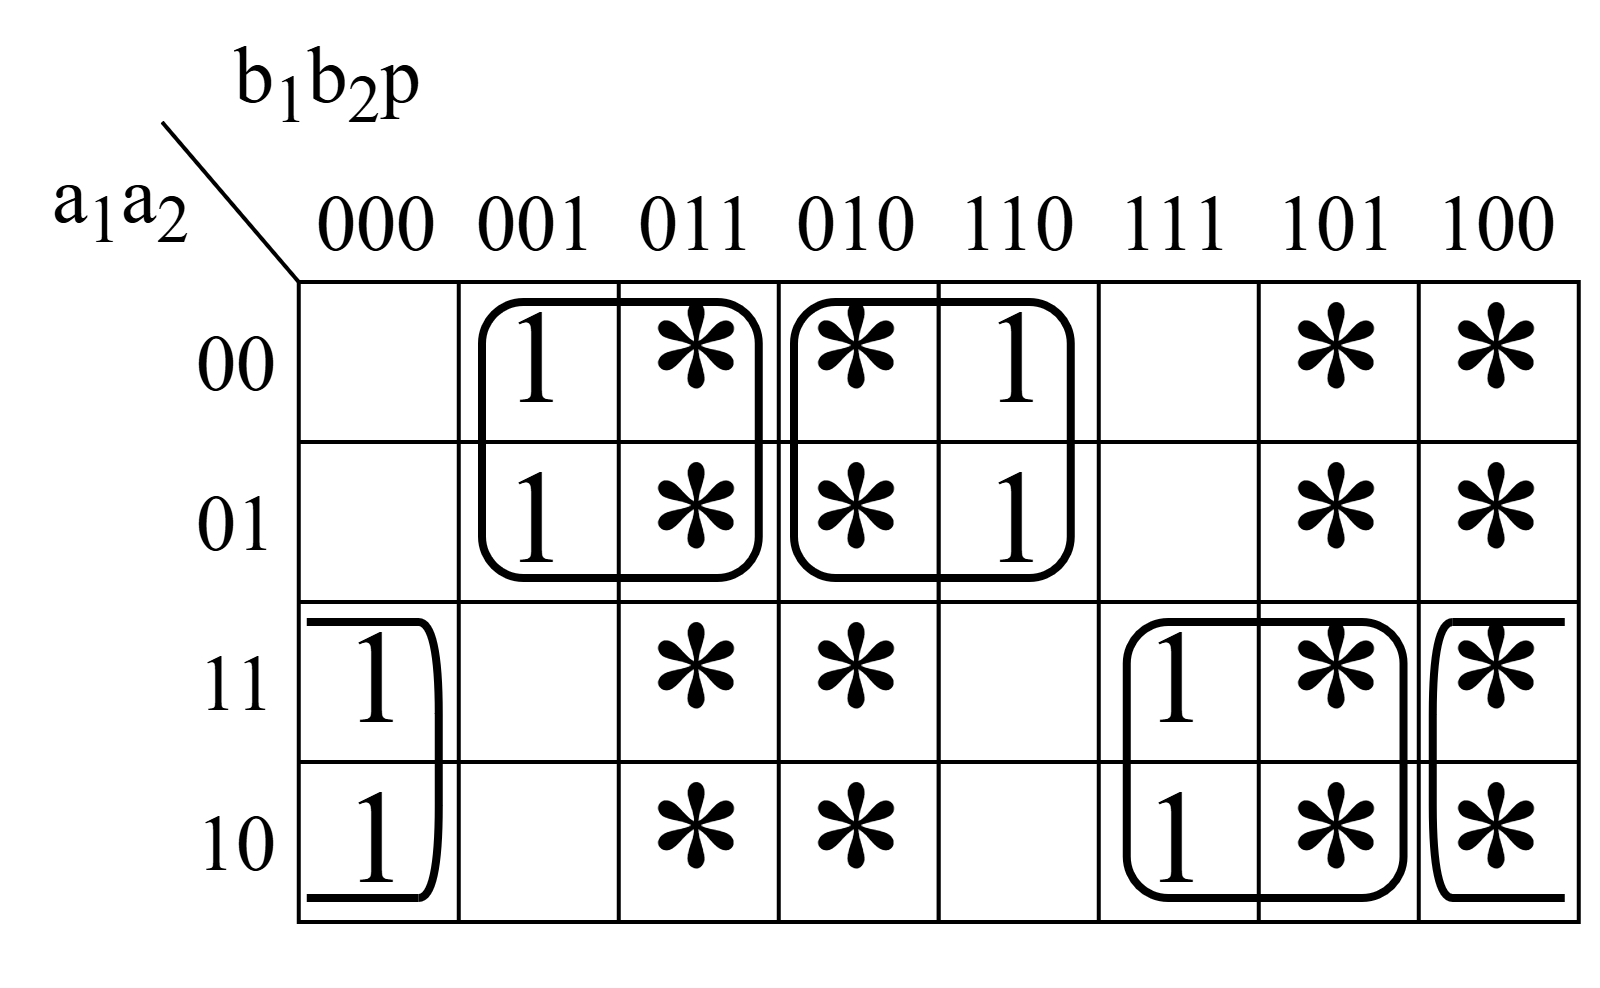 b₁b₂p
a₁a₂ 000 001 011 010 110 111 101 100
00 1 * * 1 * *
01 1 * * 1 * *
11 1 * * 1 * *
10 1 * * 1 * *